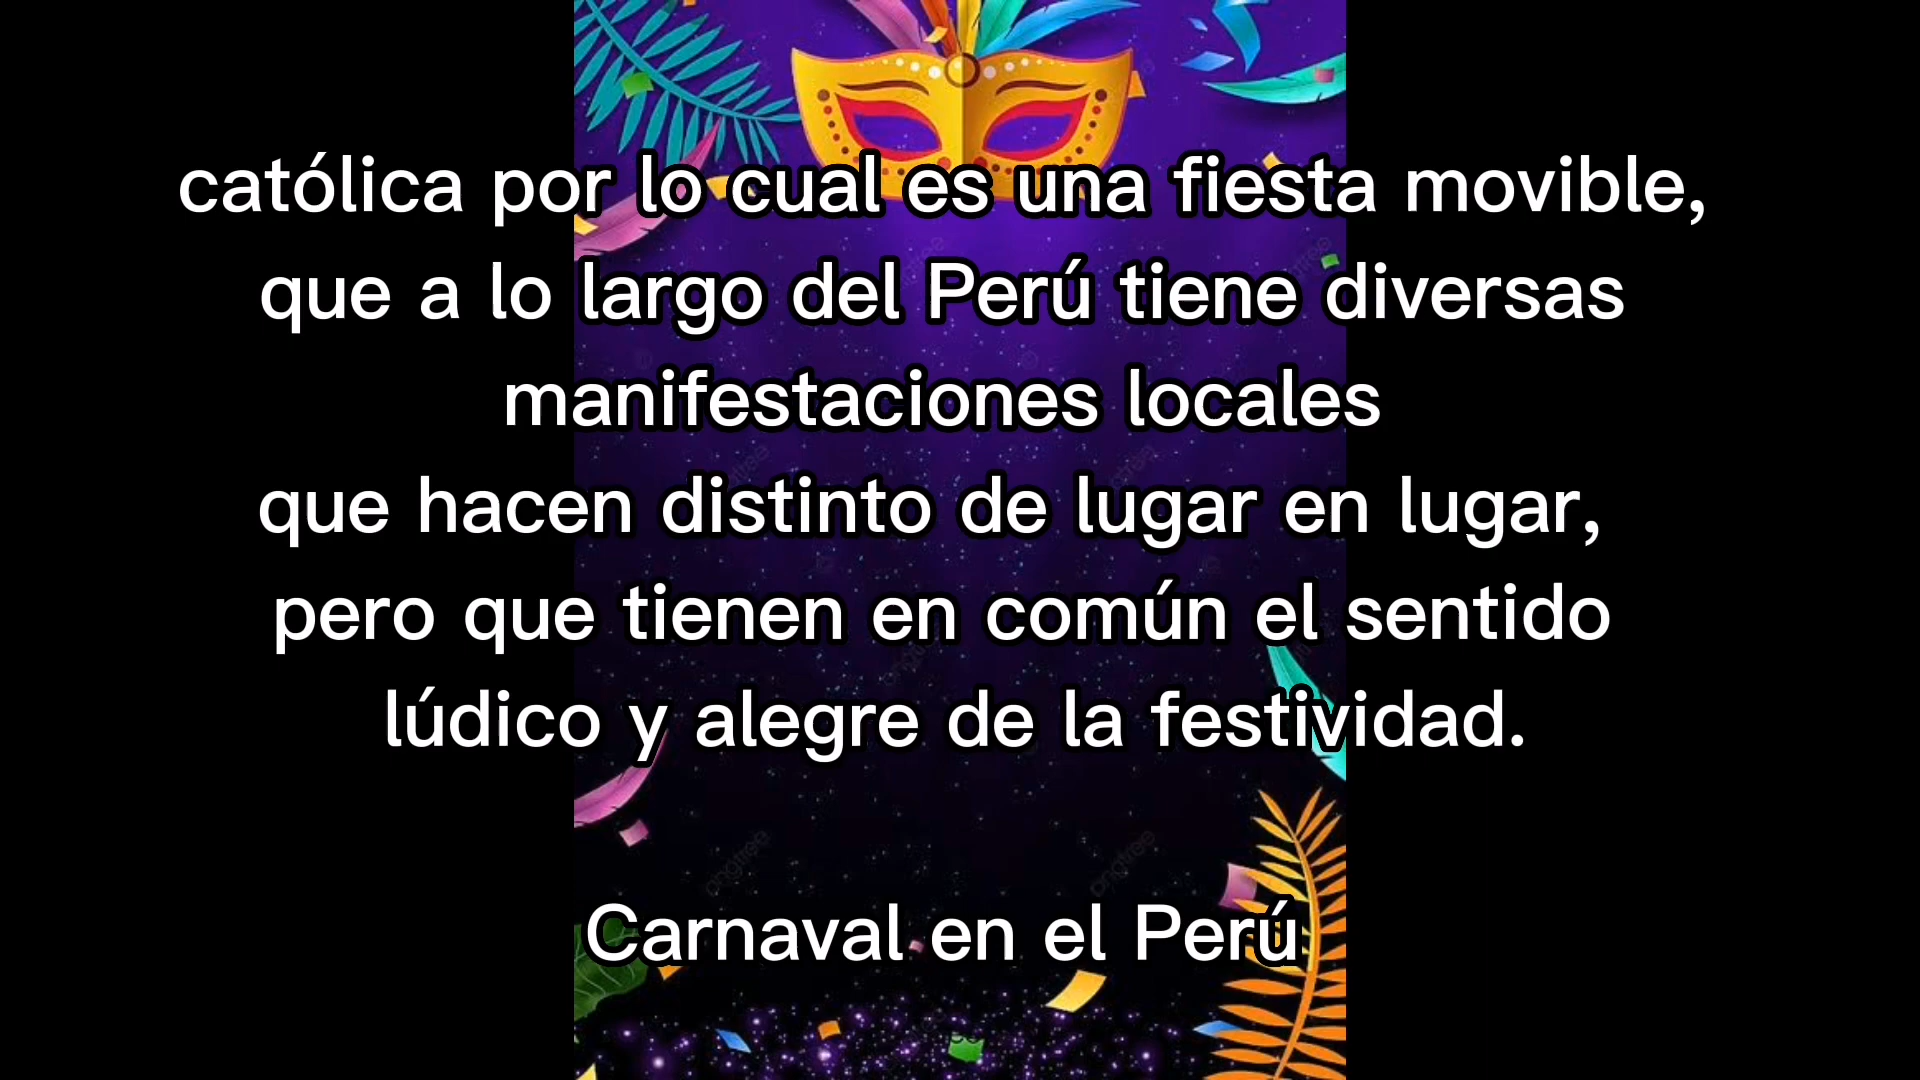 católica por lo cual es una fiesta movible,
que a lo largo del Perú tiene diversas
manifestaciones locales
que hacen distinto de lugar en lugar,
pero que tienen en común el sentido
lúdico y alegre de la festividad.
Carnaval en el Perú
pngtree
pngtree